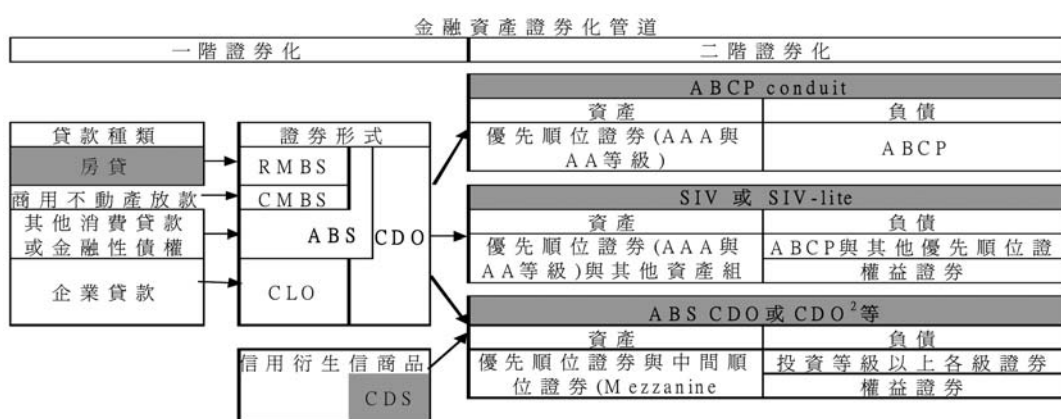 金融資產證券化管道
一階證券化
二階證券化
貸款種類
房貸
商用不動產放款
其他消費貸款
或金融性債權
企業貸款
證券形式
RMBS
CMBS
ABS
CDO
CLO
信用衍生信商品
CDS
ABCP conduit
資產
負債
優先順位證券(AAA與
AA等級)
ABCP
SIV 或 SIV-lite
資產
負債
優先順位證券(AAA與
AA等級)與其他資產組
ABCP與其他優先順位證
權益證券
ABS CDO或CDO²等
資產
負債
優先順位證券與中間順
位證券(Mezzanine
投資等級以上各級證券
權益證券